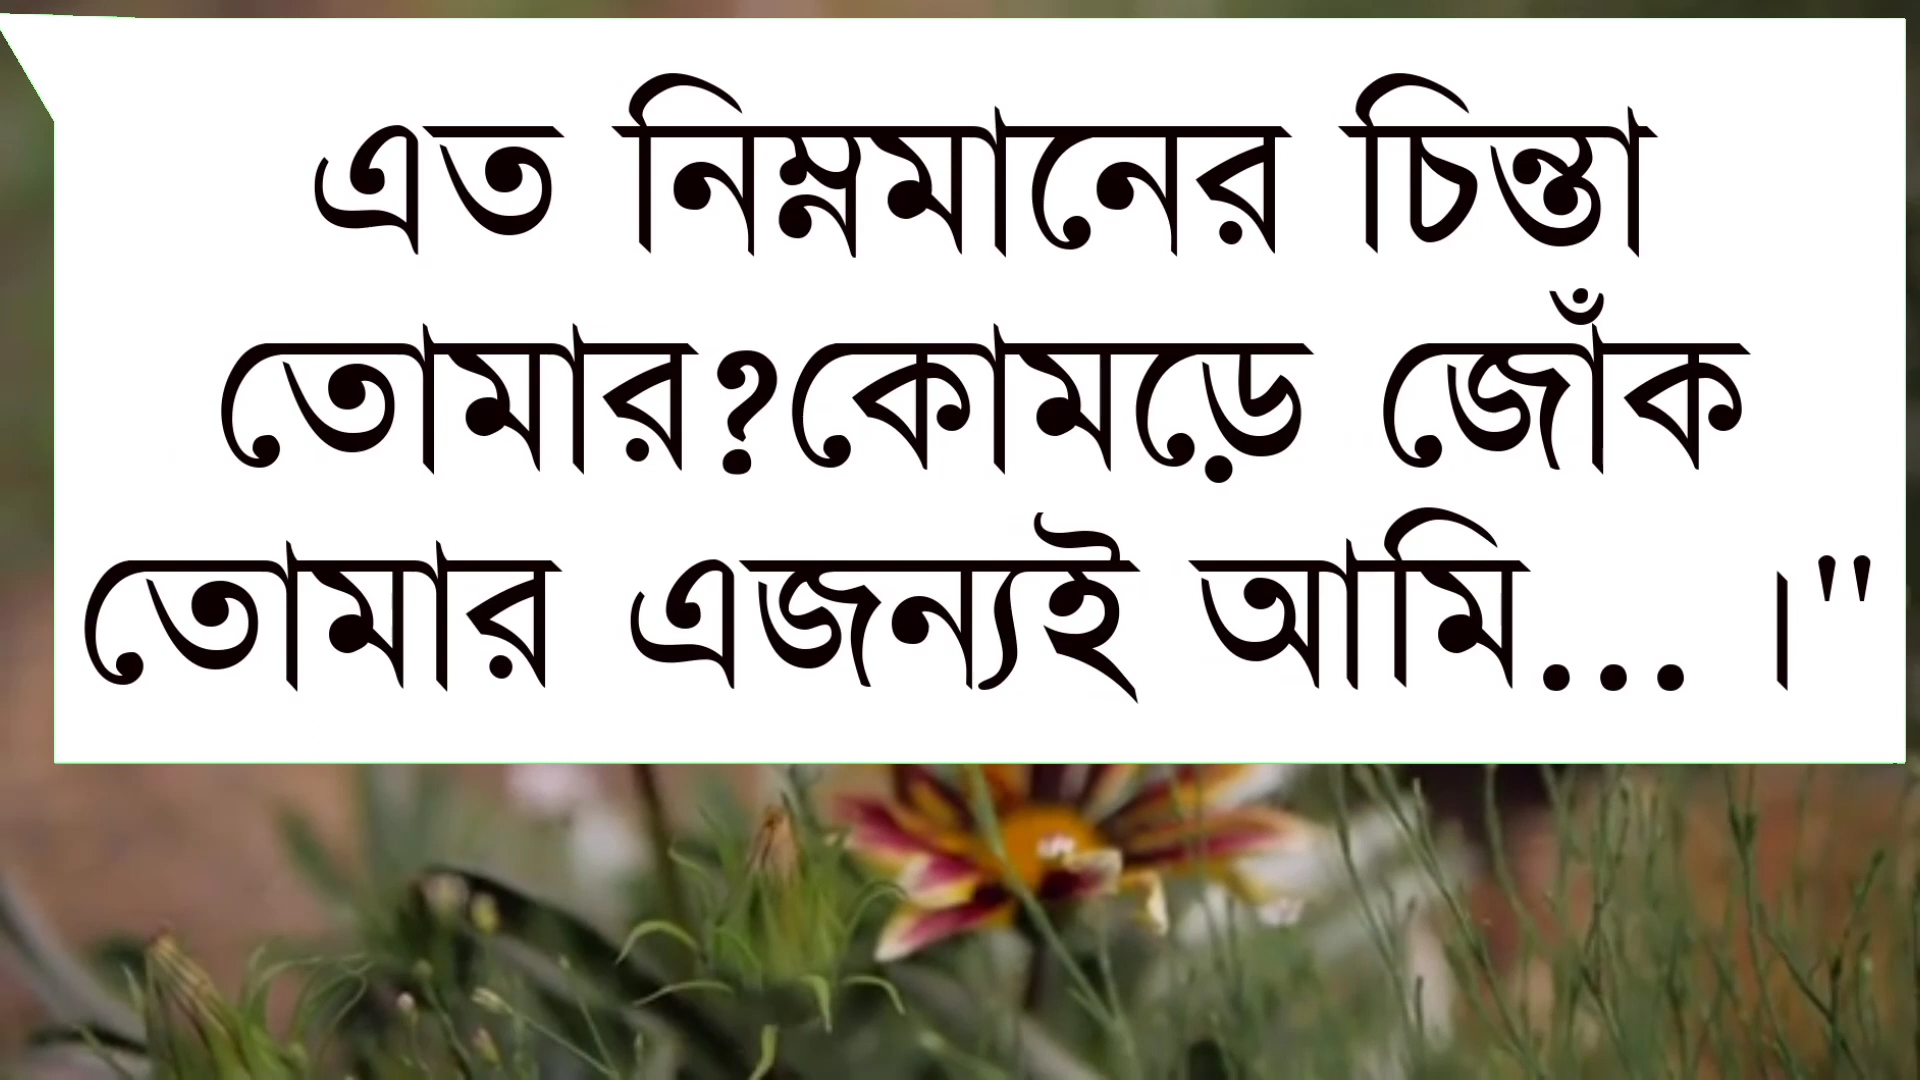 এত নিম্নমানের চিন্তা
তোমার?কোমড়ে জোঁক
তোমার এজন্যই আমি... ।"